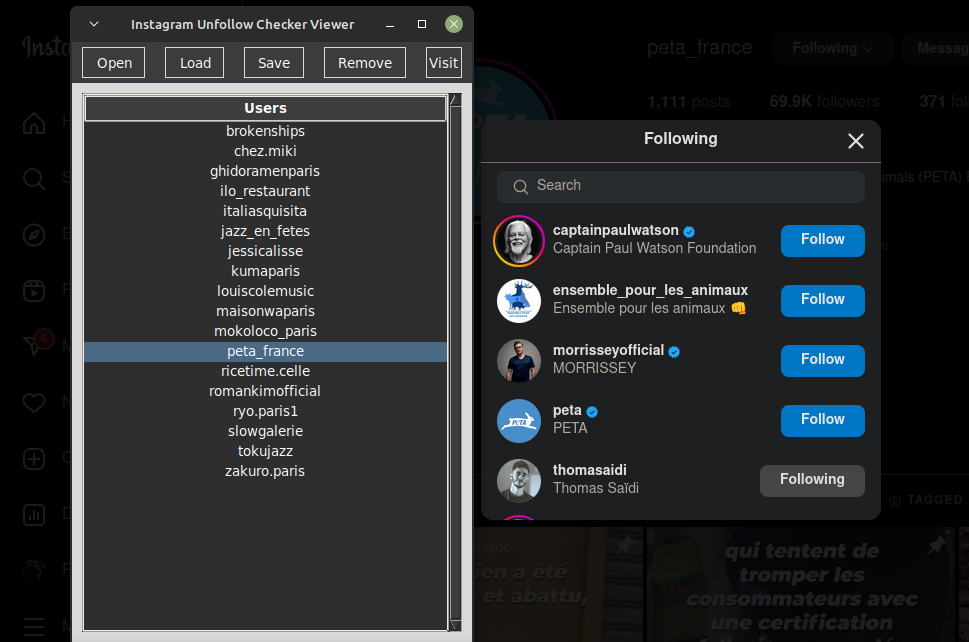 Instagram Unfollow Checker Viewer
Open
Load
Save
Remove
Visit
Users
brokenships
chez.miki
ghidoramenparis
ilo_restaurant
italiasquisita
jazz_en_fetes
jessicalisse
kumaparis
louiscolemusic
maisonwaparis
mokoloco_paris
peta_france
ricetime.celle
romankimofficial
ryo.paris1
slowgalerie
tokujazz
zakuro.paris
peta_france
Following
Messag
1,111 posts
69.9K followers
371 fol
imals (PETA)
Following
Search
captainpaulwatson
Captain Paul Watson Foundation
Follow
ensemble_pour_les_animaux
Ensemble pour les animaux 👊
Follow
morrisseyofficial
MORRISSEY
Follow
peta
PETA
Follow
thomasaidi
Thomas Saïdi
Following
6
TAGGED
Maroc
ien a été
et abattu,
qui tentent de
tromper les
consommateurs avec
une certification